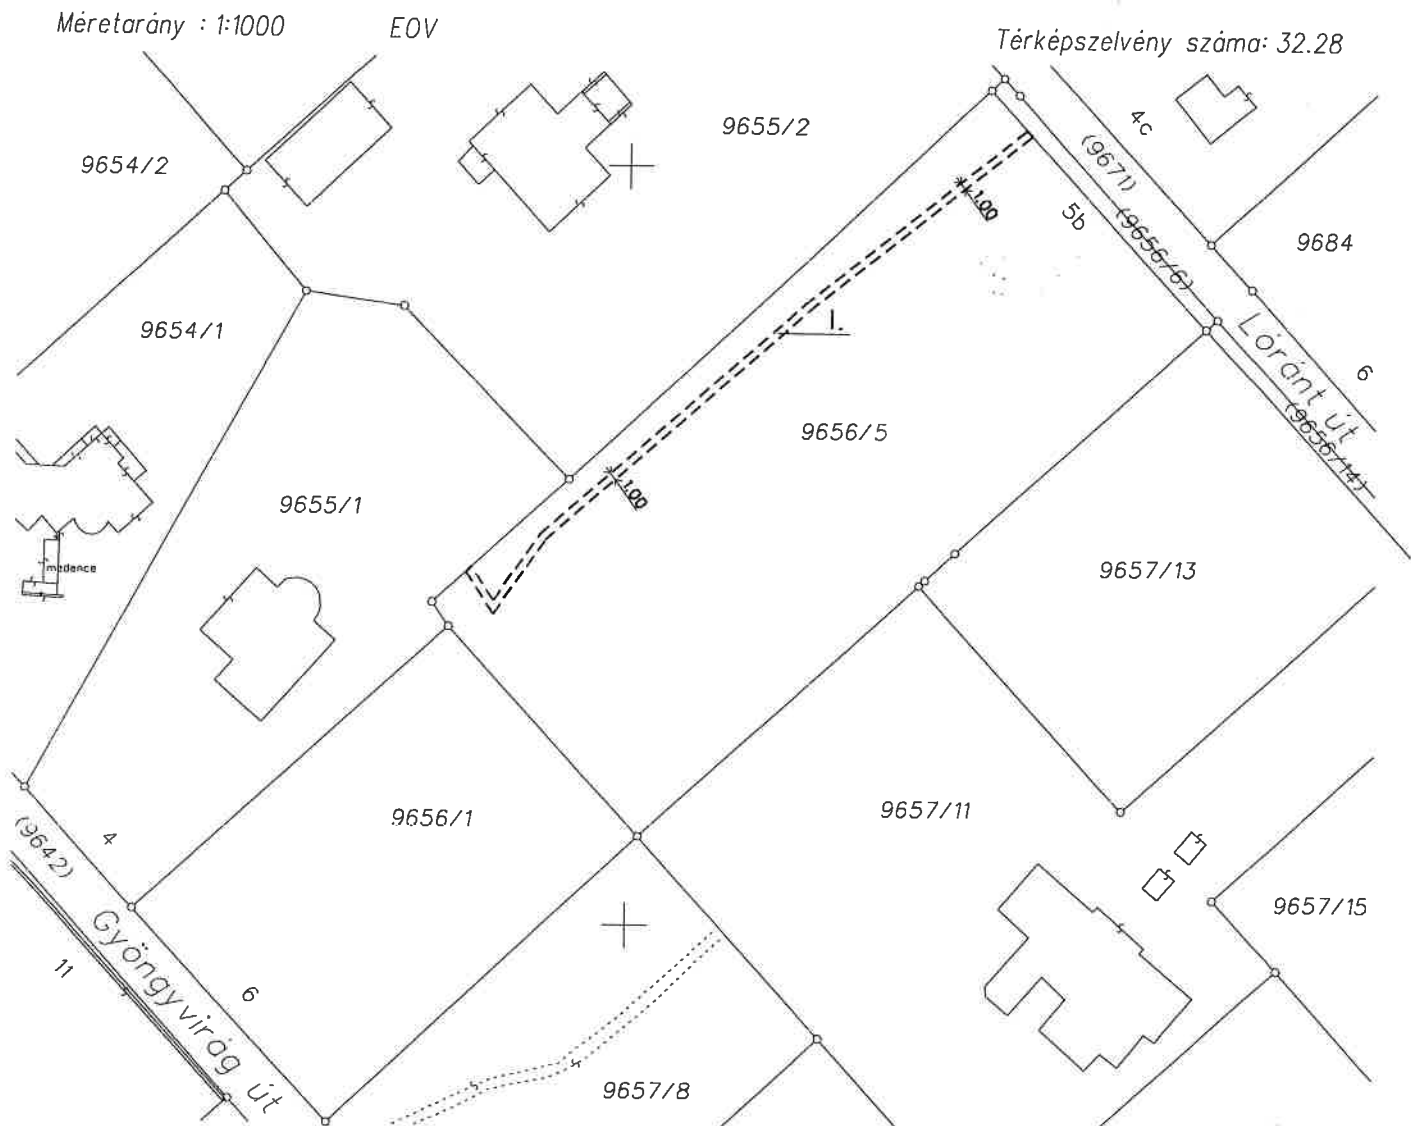 Méretarány : 1:1000
EOV
Térképszelvény száma: 32.28
9654/2
9655/2
4c
(9671)
5b
(9656/6)
9684
1.00
9654/1
I.
Lóránt út
6
9656/5
(9656/14)
9655/1
1.00
medence
9657/13
9656/1
9657/11
(9642)
4
9657/15
Gyöngyvirág út
11
6
9657/8